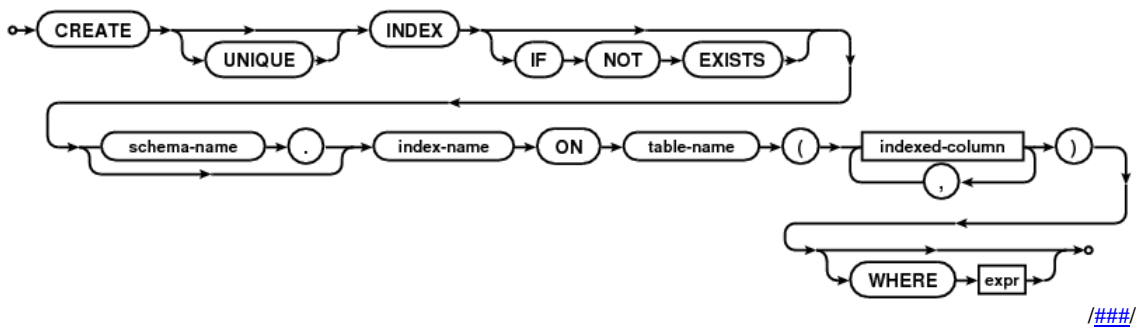 CREATE UNIQUE INDEX IF NOT EXISTS
schema-name . index-name ON table-name ( indexed-column , )
WHERE expr
/###/